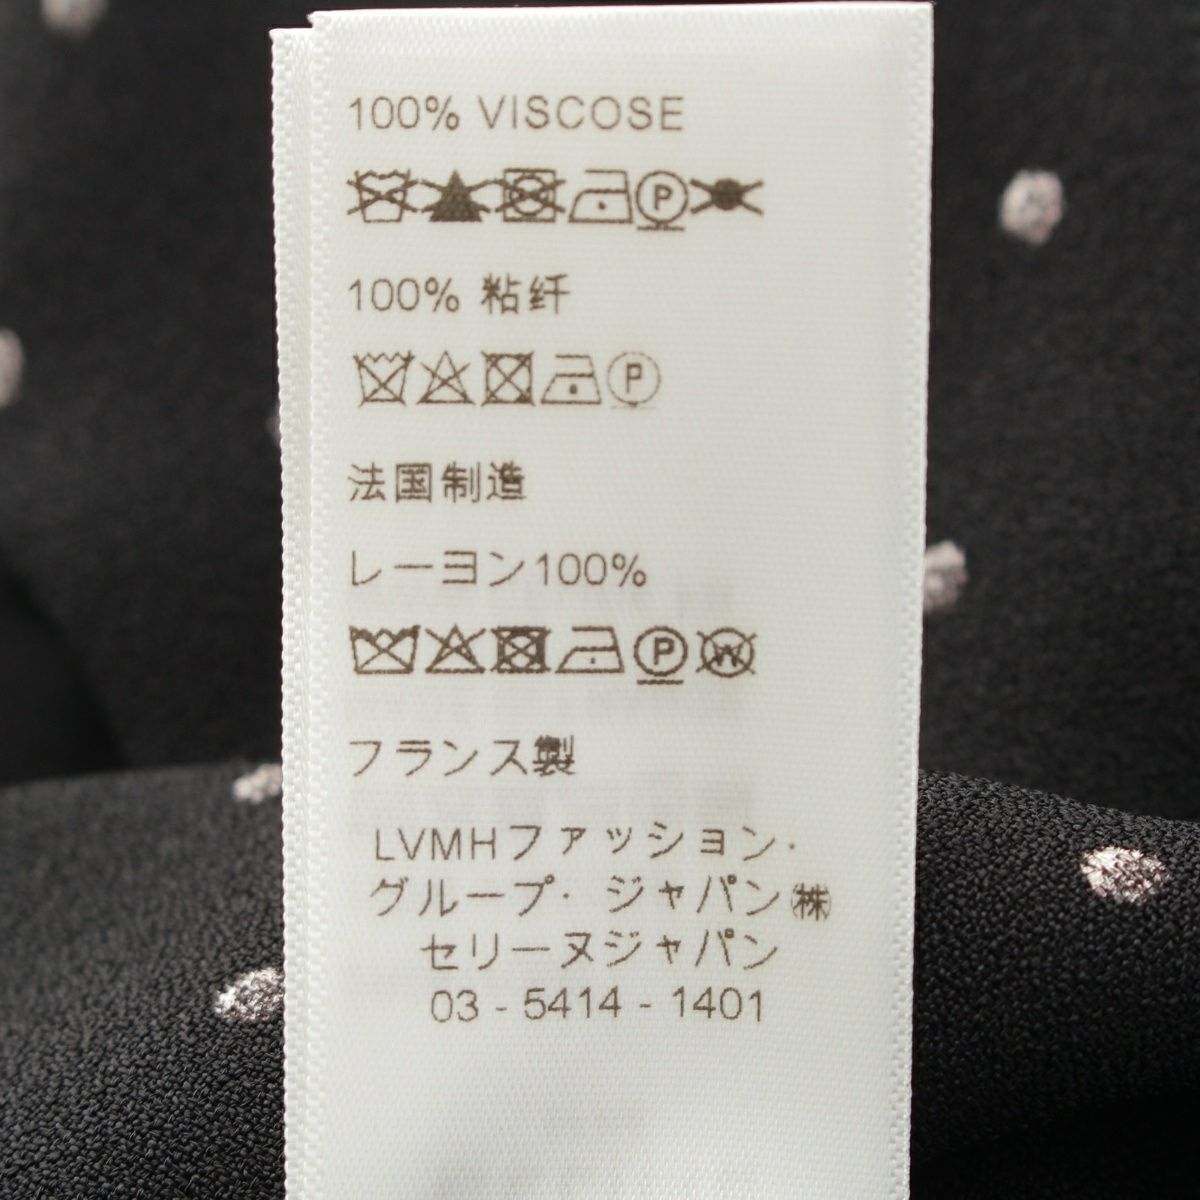 100% VISCOSE
P
100% 粘纤
P
法国制造
レーヨン100%
P W
フランス製
LVMHファッション・
グループ・ジャパン㈱
セリーヌジャパン
03 - 5414 - 1401